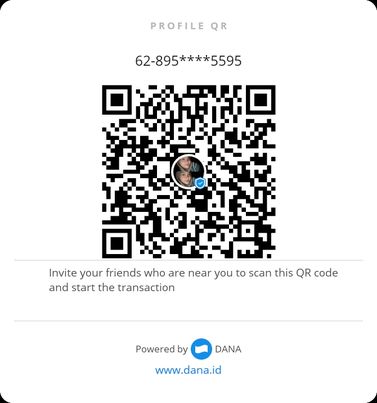 PROFILE QR
62-895****5595
Invite your friends who are near you to scan this QR code
and start the transaction
Powered by DANA
www.dana.id